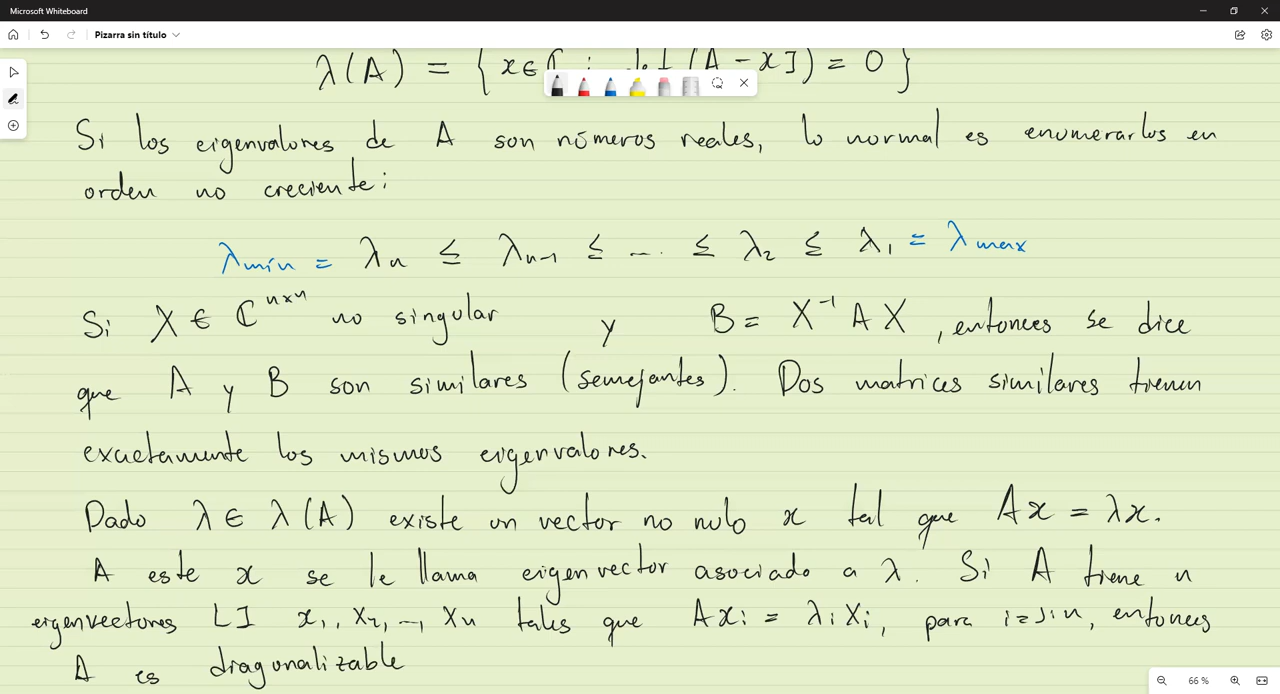 Microsoft Whiteboard
Pizarra sin título
λ(A) = { x∈ℂ : det (A - xI) = 0 }
Si los eigenvalores de A son números reales, lo normal es enumerarlos en
orden no creciente:
λmín = λn ≤ λn-1 ≤ ... ≤ λ2 ≤ λ1 = λmax
Si X ∈ ℂ^{n×n} no singular y B = X^{-1} A X, entonces se dice
que A y B son similares (semejantes). Dos matrices similares tienen
exactamente los mismos eigenvalores.
Dado λ ∈ λ(A) existe un vector no nulo x tal que Ax = λx.
A este x se le llama eigenvector asociado a λ. Si A tiene n
eigenvectores LI x1, x2, ..., xn tales que Axi = λixi, para i=1:n, entonces
A es diagonalizable
66 %